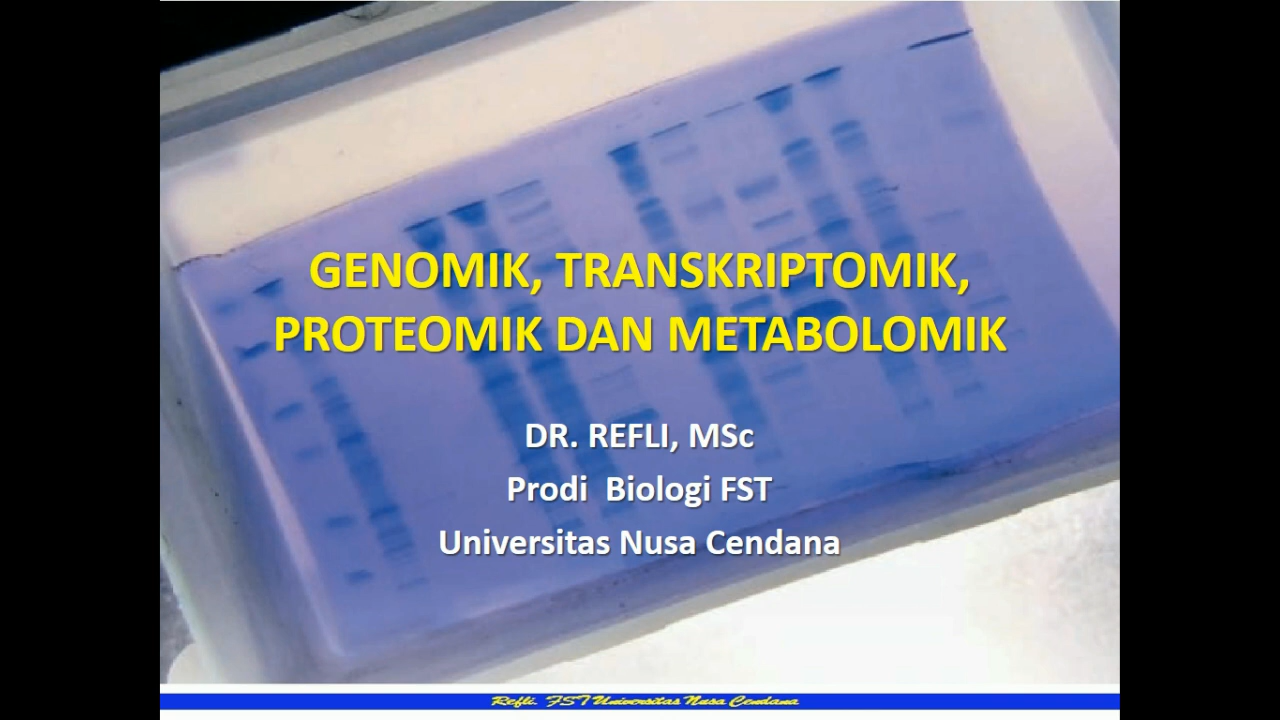 GENOMIK, TRANSKRIPTOMIK,
PROTEOMIK DAN METABOLOMIK
DR. REFLI, MSc
Prodi Biologi FST
Universitas Nusa Cendana
Refli. FST Universitas Nusa Cendana